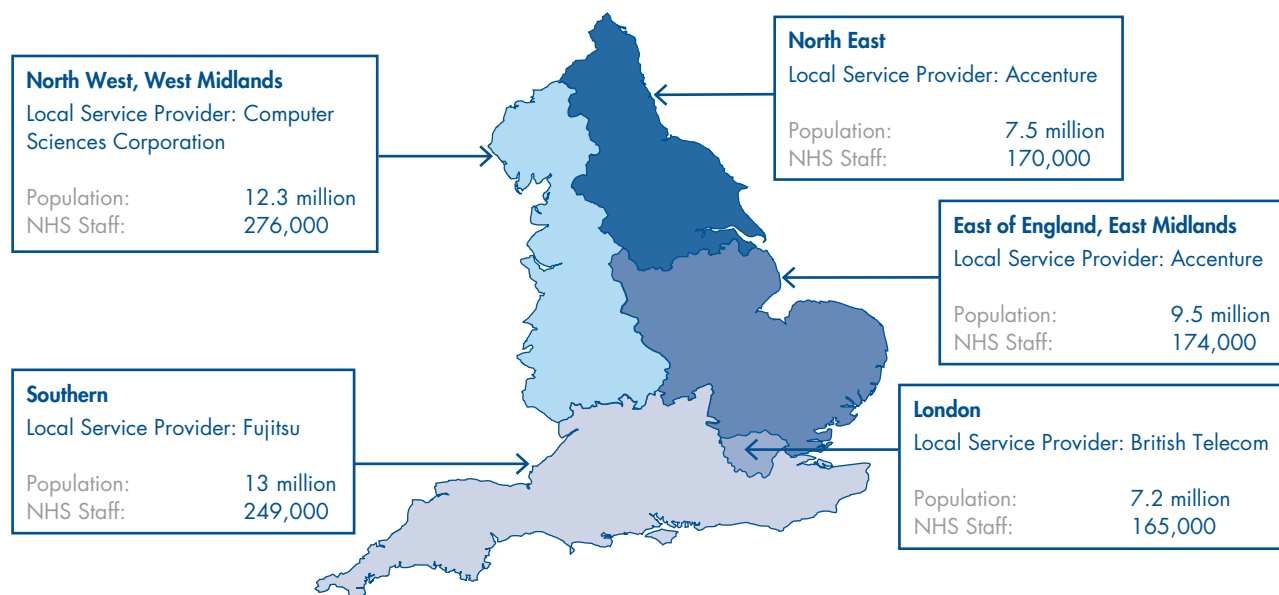 North West, West Midlands
Local Service Provider: Computer
Sciences Corporation
Population: 12.3 million
NHS Staff: 276,000
North East
Local Service Provider: Accenture
Population: 7.5 million
NHS Staff: 170,000
East of England, East Midlands
Local Service Provider: Accenture
Population: 9.5 million
NHS Staff: 174,000
Southern
Local Service Provider: Fujitsu
Population: 13 million
NHS Staff: 249,000
London
Local Service Provider: British Telecom
Population: 7.2 million
NHS Staff: 165,000